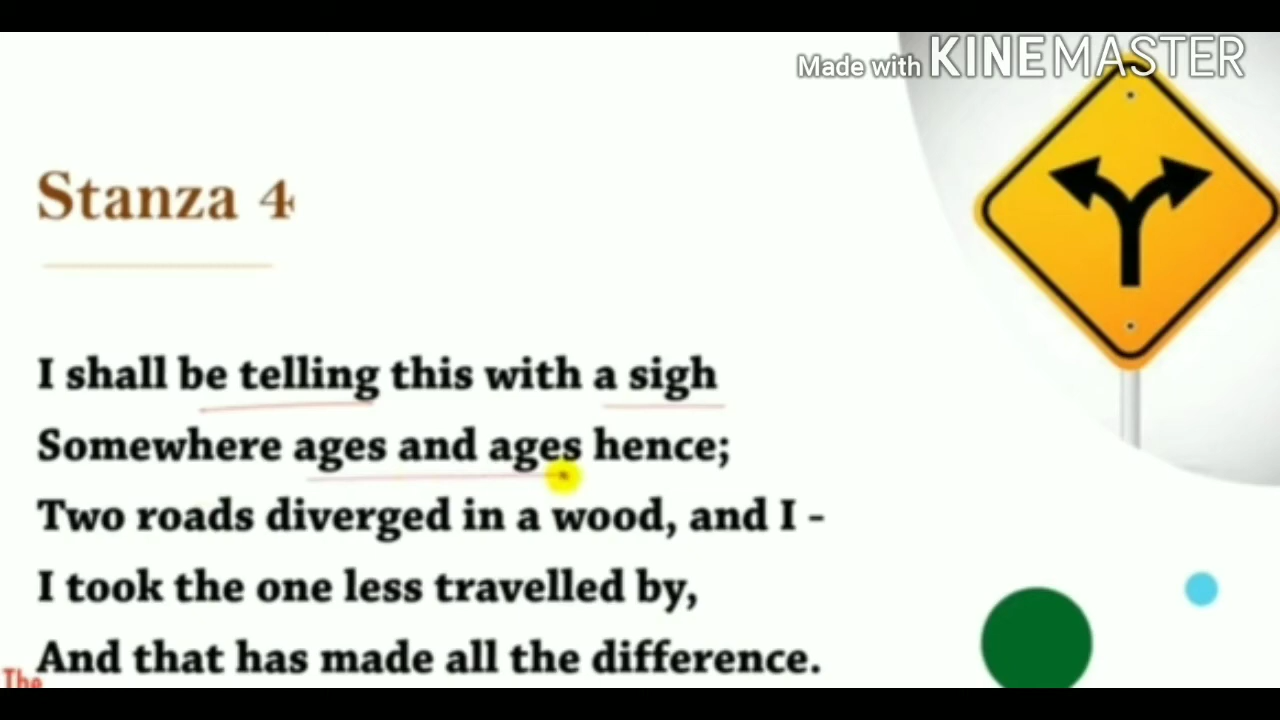 Made with KINEMASTER
Stanza 4
I shall be telling this with a sigh
Somewhere ages and ages hence;
Two roads diverged in a wood, and I -
I took the one less travelled by,
And that has made all the difference.
The